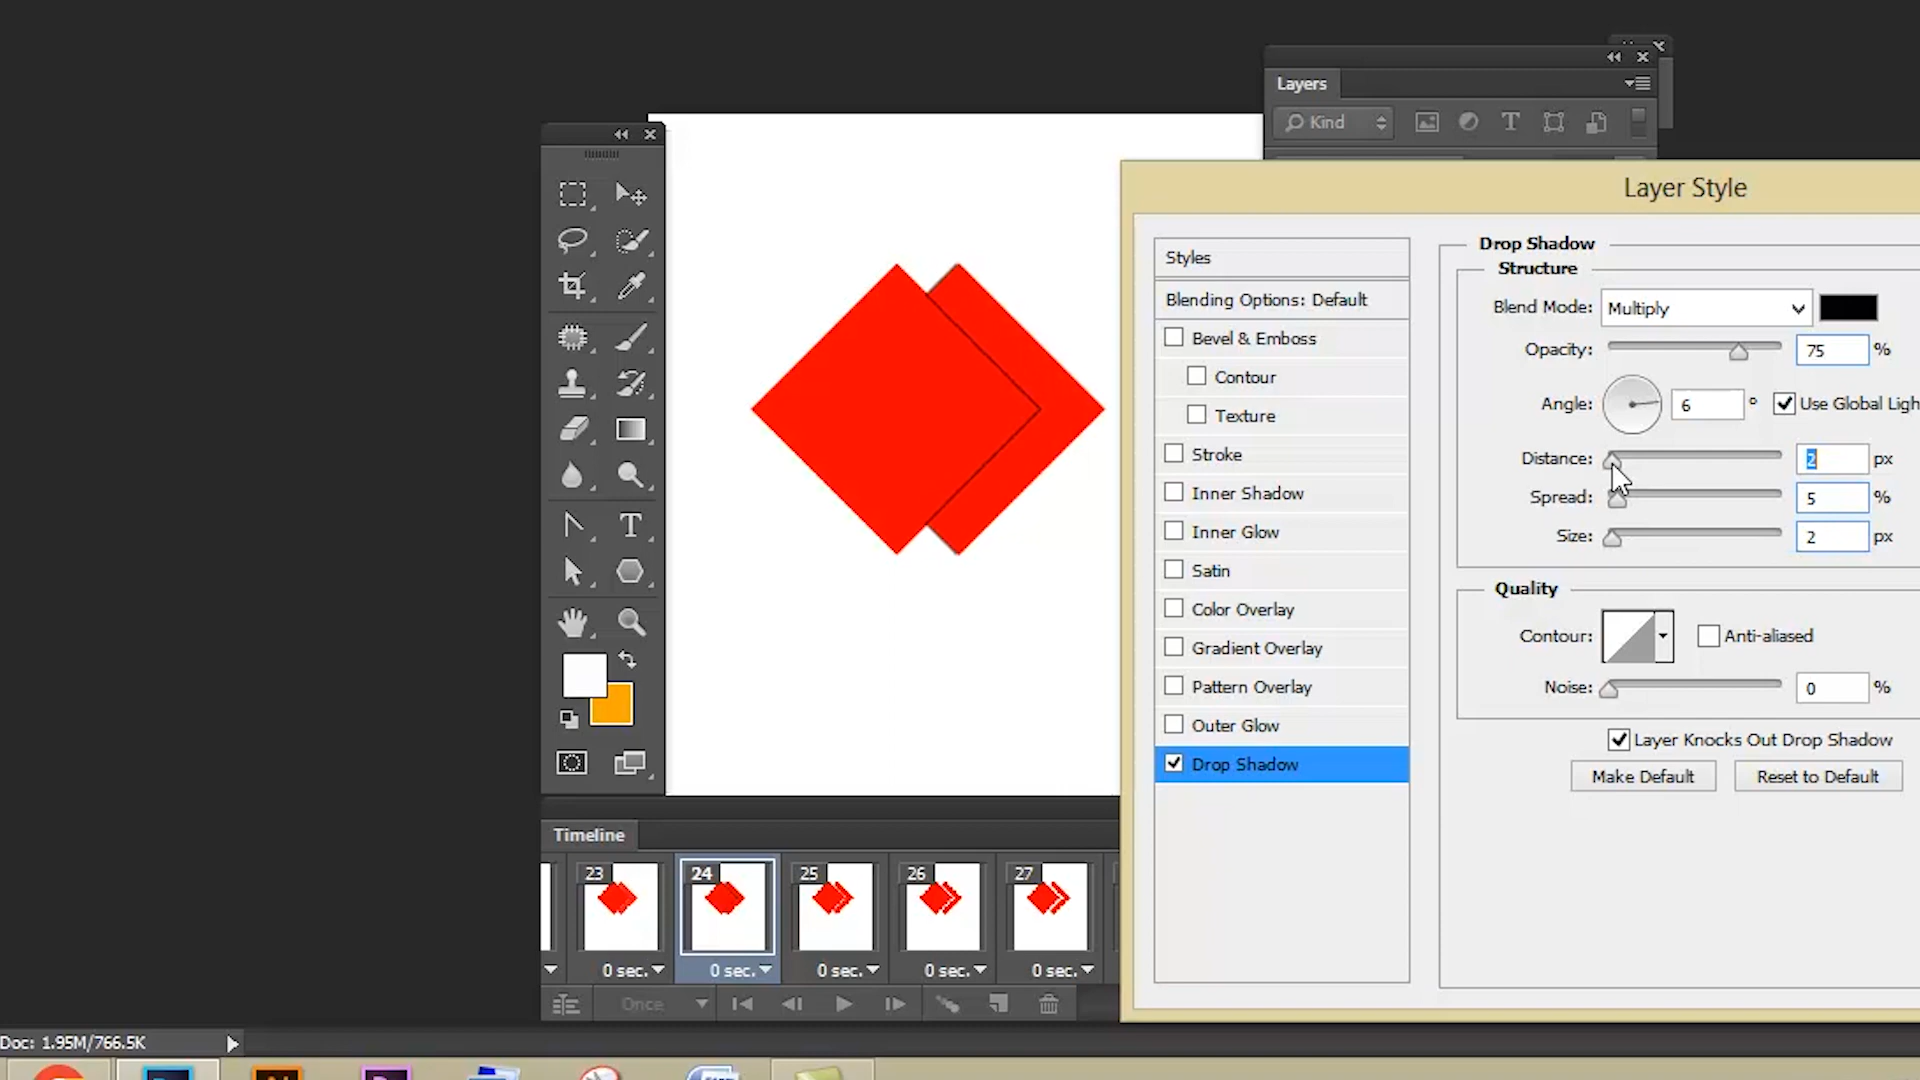 Layers
Kind
Layer Style
Styles
Blending Options: Default
Bevel & Emboss
Contour
Texture
Stroke
Inner Shadow
Inner Glow
Satin
Color Overlay
Gradient Overlay
Pattern Overlay
Outer Glow
Drop Shadow
Drop Shadow
Structure
Blend Mode: Multiply
Opacity: 75 %
Angle: 6 ° Use Global Ligh
Distance: 2 px
Spread: 5 %
Size: 2 px
Quality
Contour: Anti-aliased
Noise: 0 %
Layer Knocks Out Drop Shadow
Make Default Reset to Default
Timeline
23 24 25 26 27
0 sec. 0 sec. 0 sec. 0 sec. 0 sec.
Once
Doc: 1.95M/766.5K